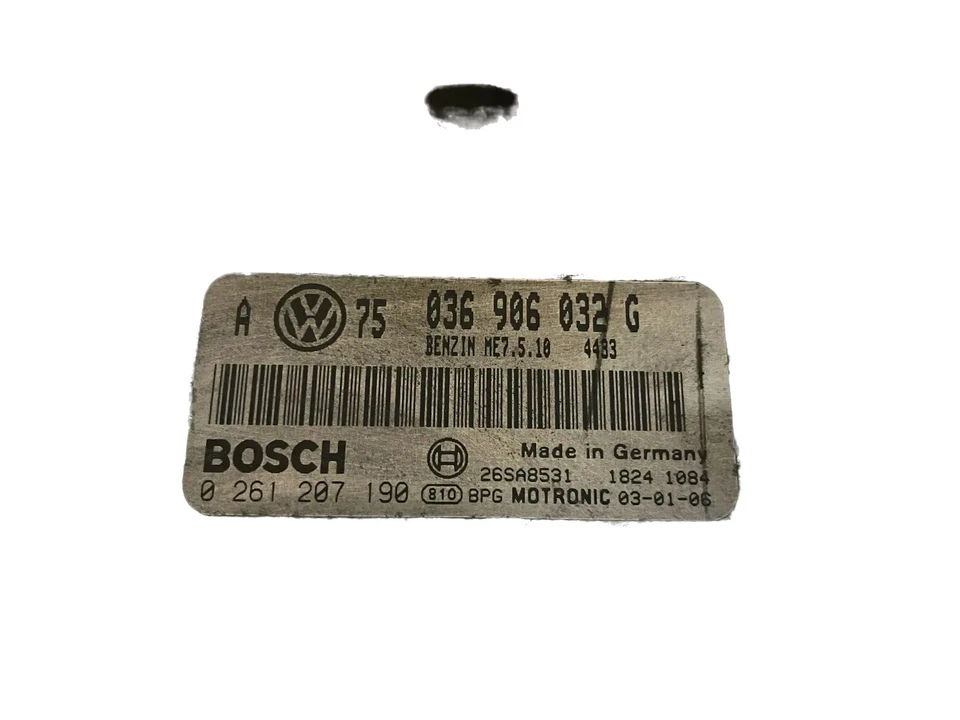 A VW 75 036 906 032 G
BENZIN ME7.5.10 4483
BOSCH Made in Germany
26SA8531 1824 1084
0 261 207 190 810 BPG MOTRONIC 03-01-06